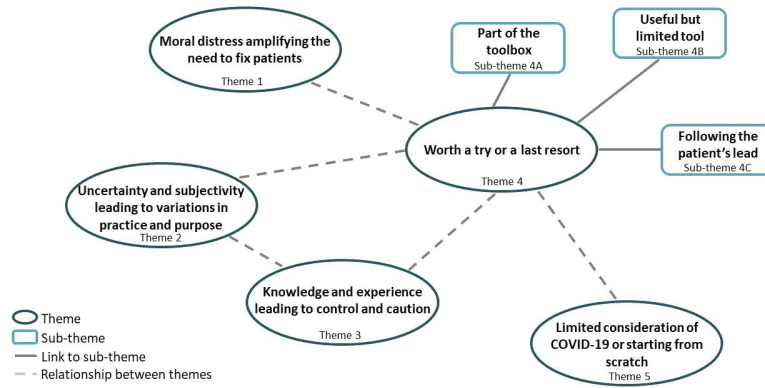 Moral distress amplifying the
need to fix patients
Theme 1
Part of the
toolbox
Sub-theme 4A
Useful but
limited tool
Sub-theme 4B
Worth a try or a last resort
Theme 4
Following the
patient's lead
Sub-theme 4C
Uncertainty and subjectivity
leading to variations in
practice and purpose
Theme 2
Knowledge and experience
leading to control and caution
Theme 3
Limited consideration of
COVID-19 or starting from
scratch
Theme 5
Theme
Sub-theme
Link to sub-theme
Relationship between themes